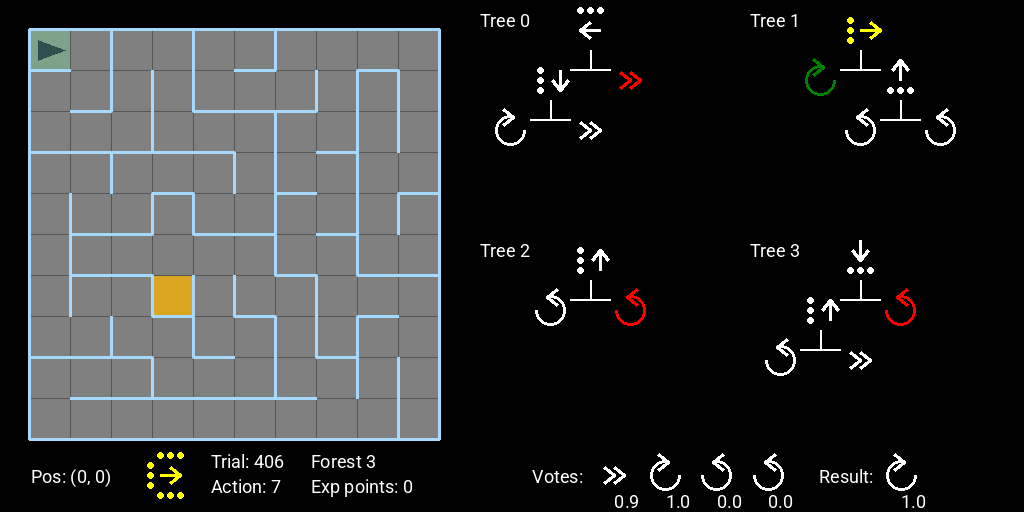 Tree 0
Tree 1
Tree 2
Tree 3
Pos: (0, 0)
Trial: 406
Forest 3
Action: 7
Exp points: 0
Votes:
0.9
1.0
0.0
0.0
Result:
1.0